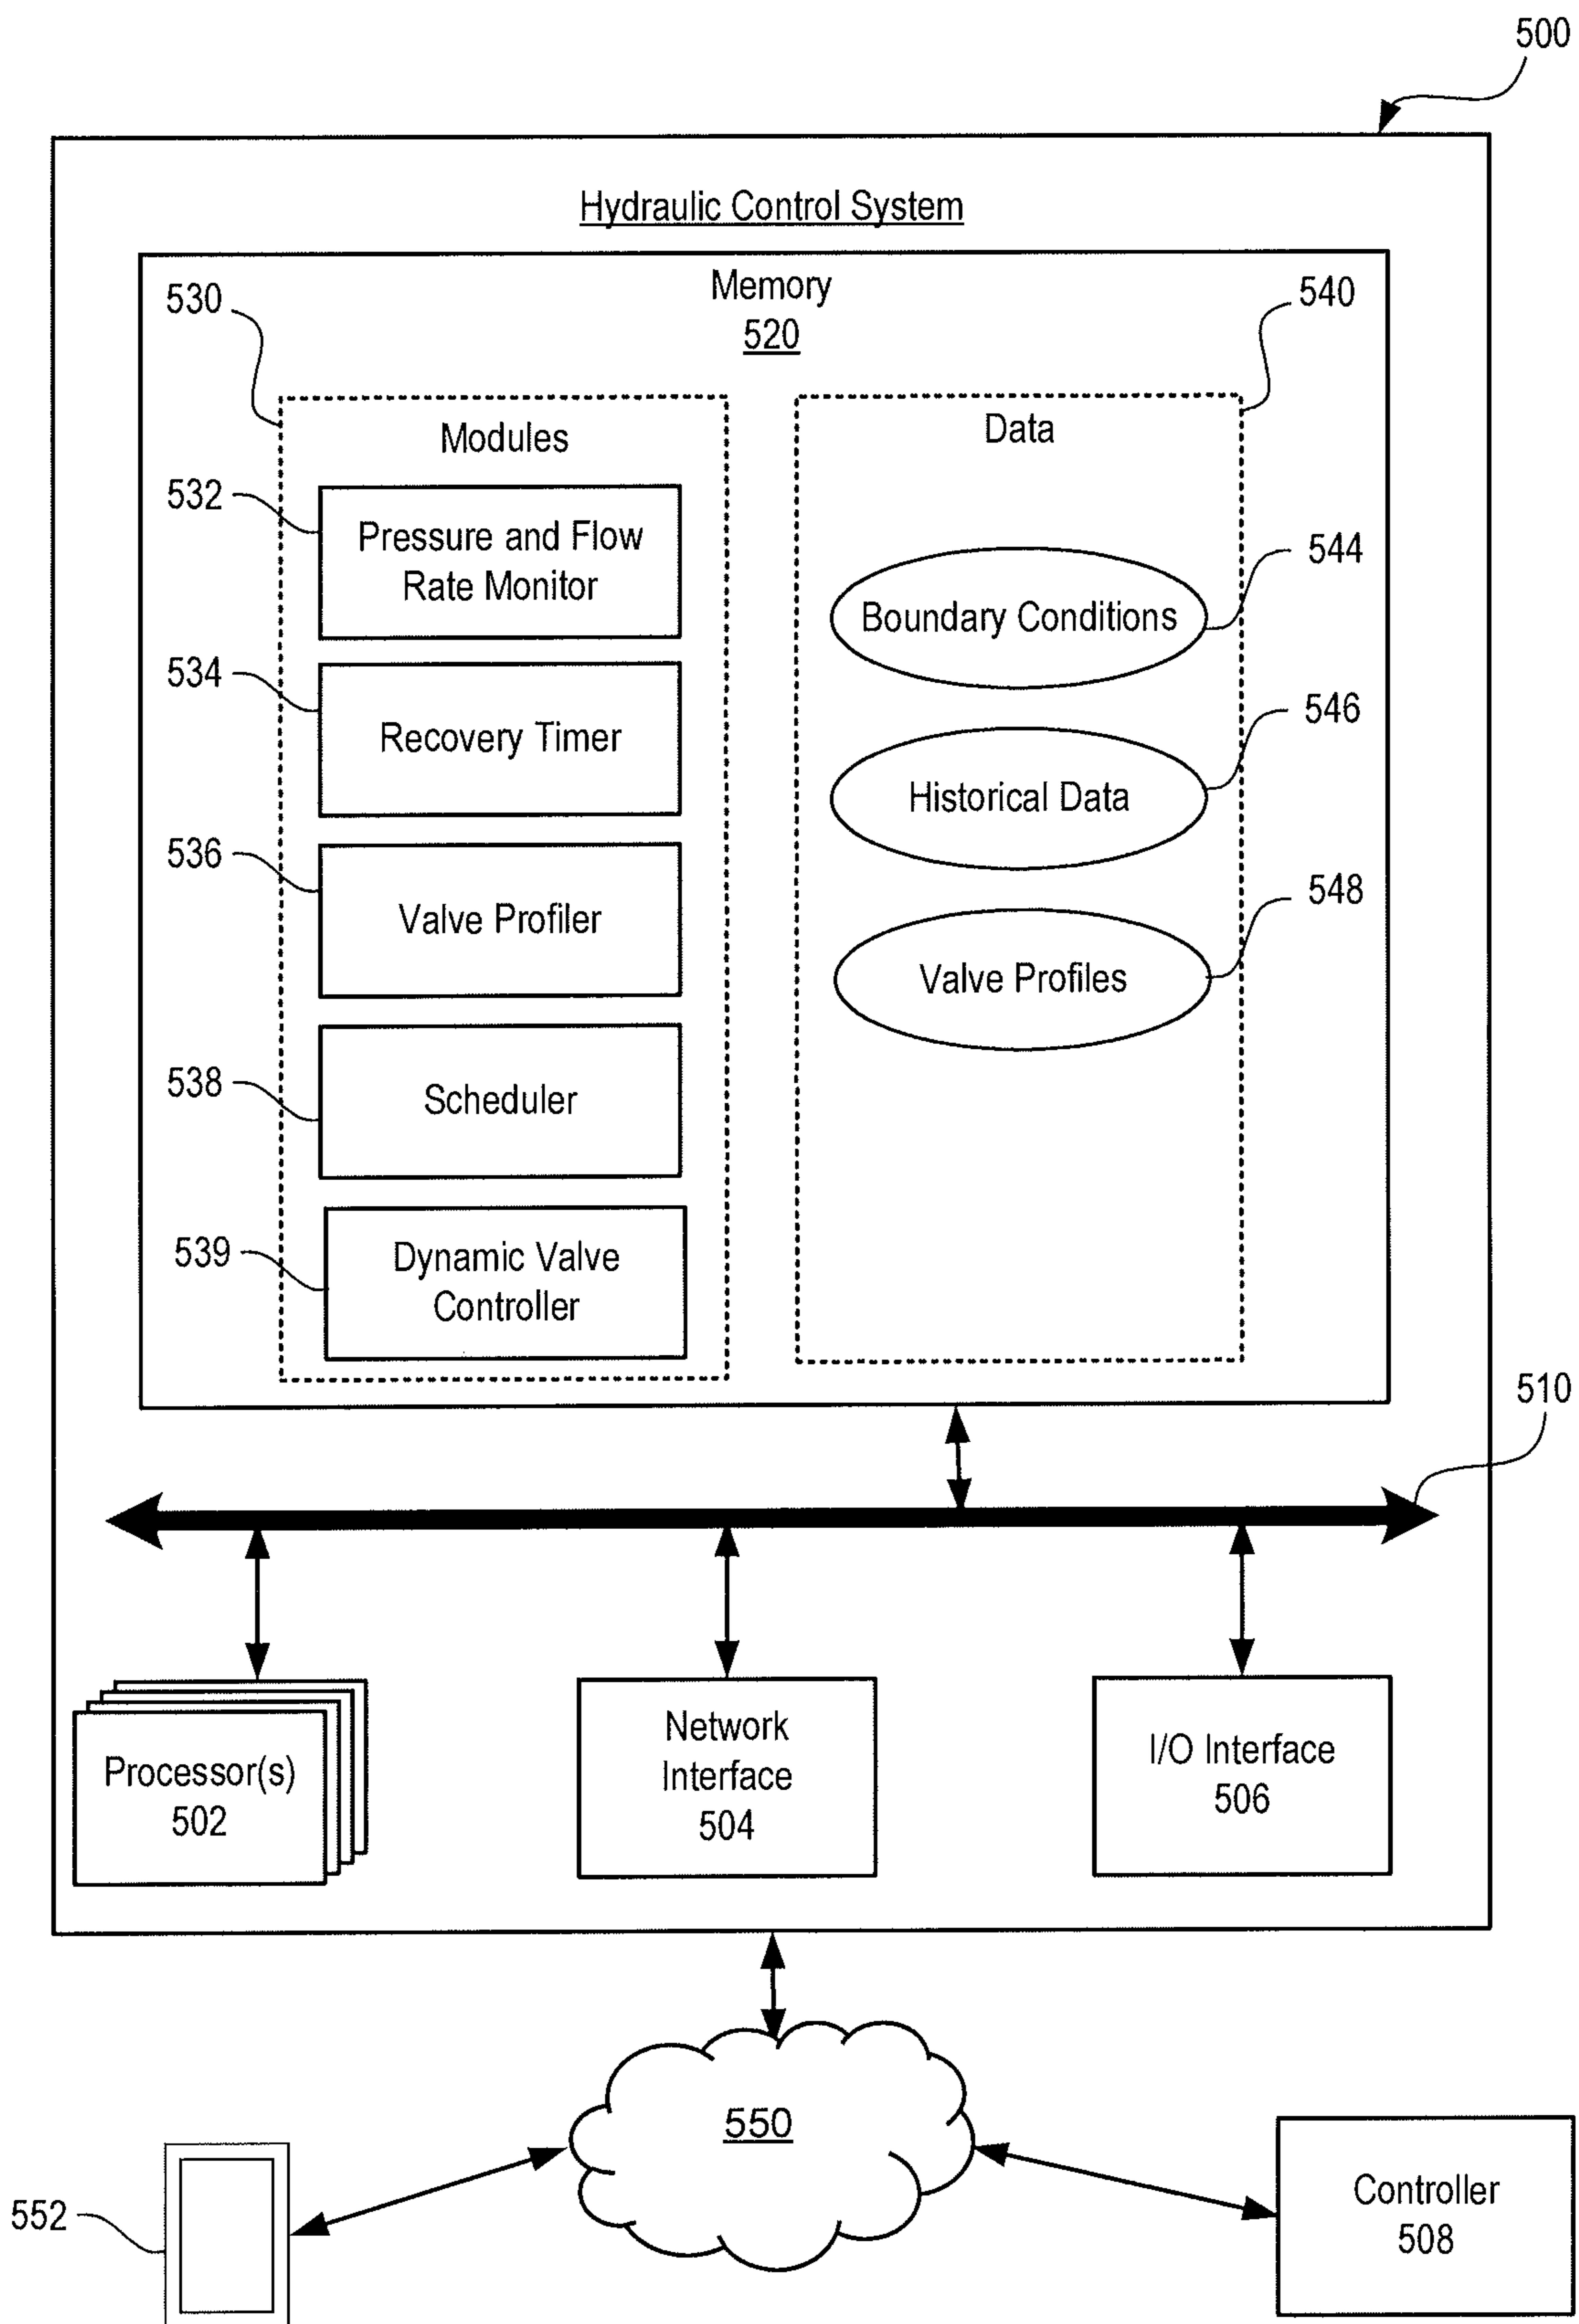 500
Hydraulic Control System
Memory
520
530
540
Modules
Data
532
Pressure and Flow
Rate Monitor
544
Boundary Conditions
534
Recovery Timer
546
Historical Data
536
Valve Profiler
548
Valve Profiles
538
Scheduler
539
Dynamic Valve
Controller
510
Processor(s)
502
Network
Interface
504
I/O Interface
506
550
552
Controller
508